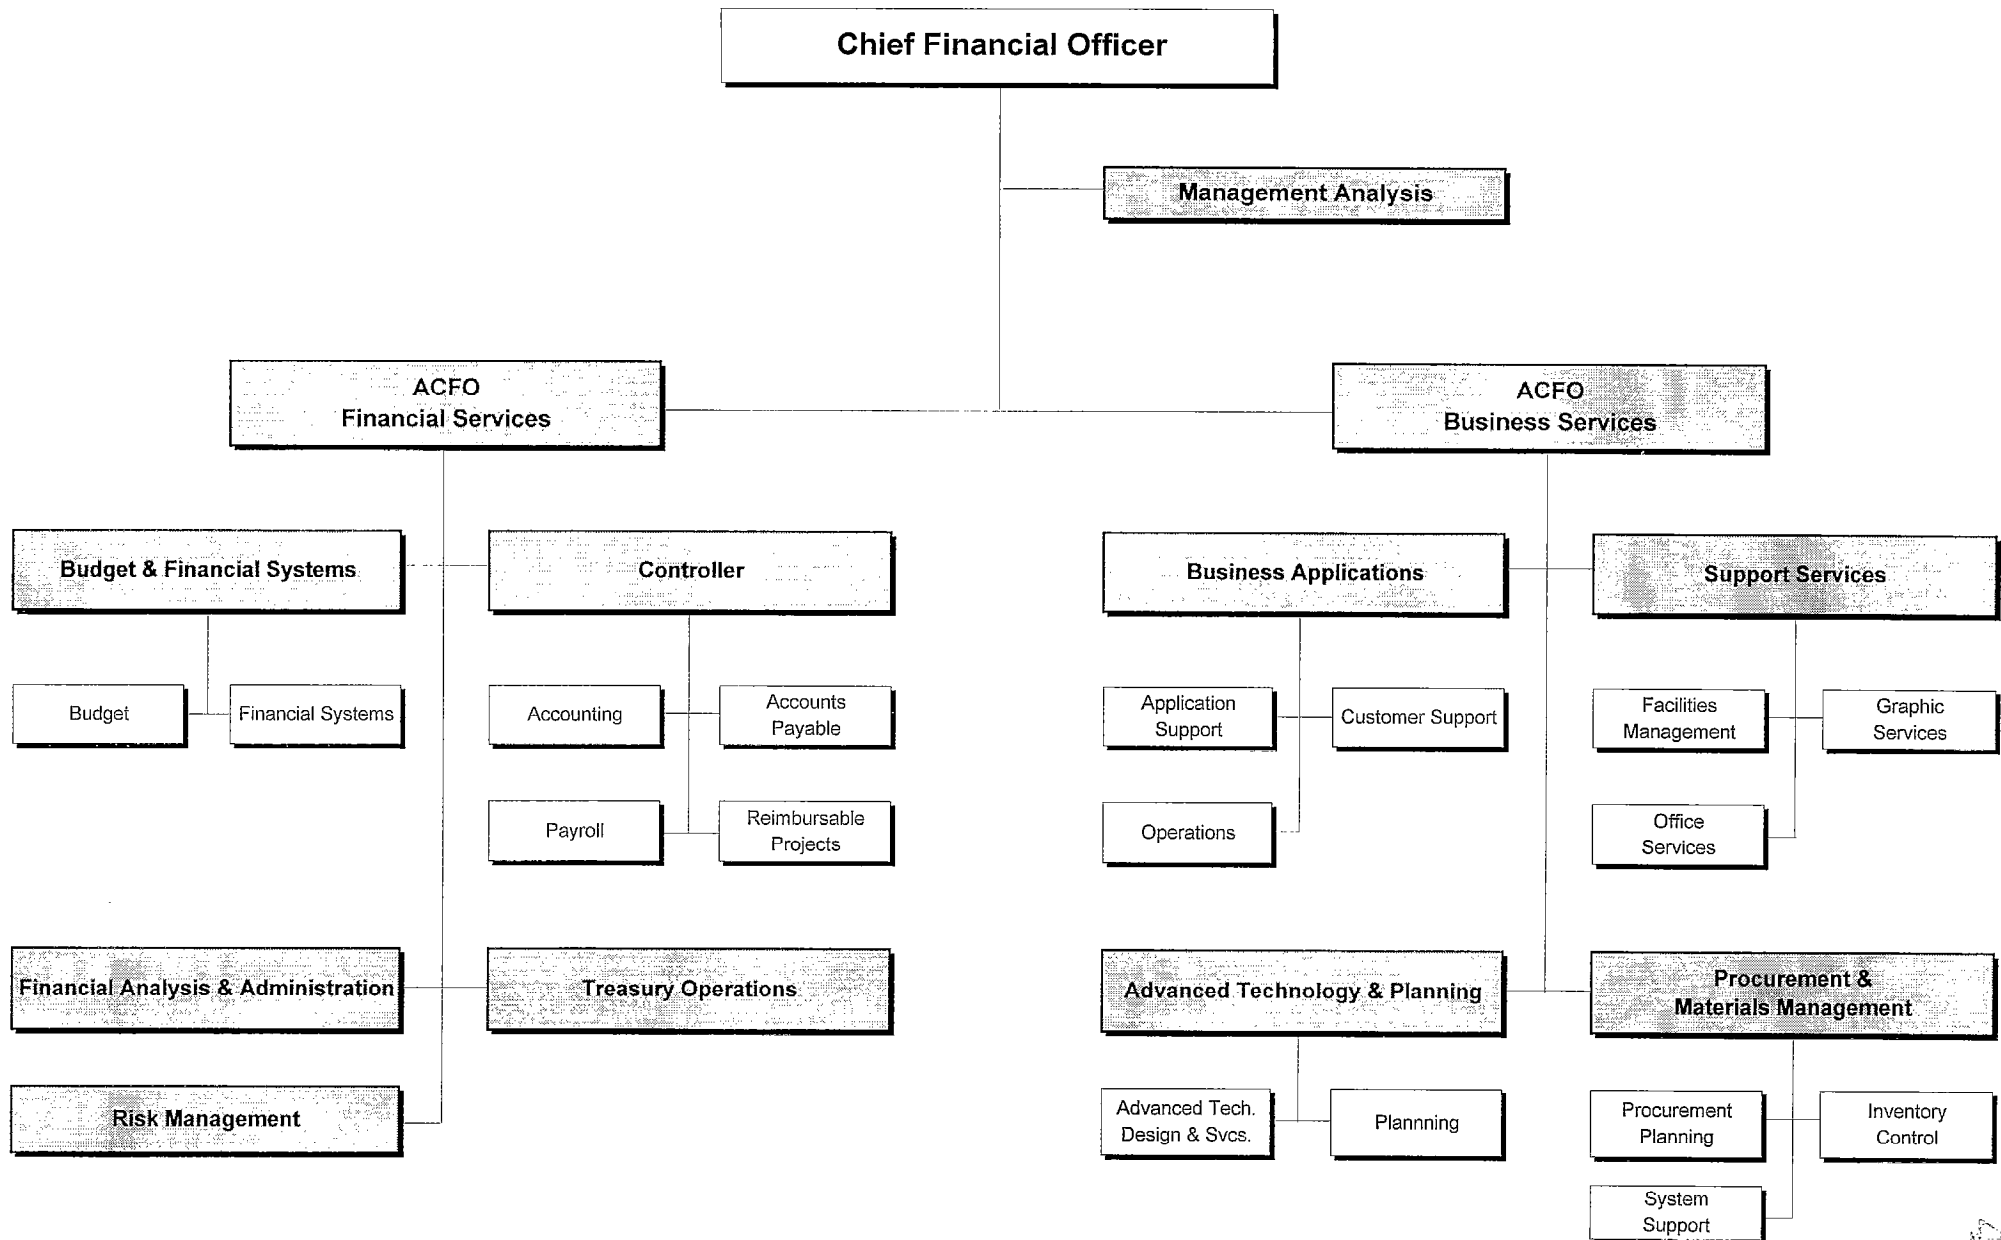 Chief Financial Officer
Management Analysis
ACFO
Financial Services
ACFO
Business Services
Budget & Financial Systems
Controller
Business Applications
Support Services
Budget
Financial Systems
Accounting
Accounts
Payable
Application
Support
Customer Support
Facilities
Management
Graphic
Services
Payroll
Reimbursable
Projects
Operations
Office
Services
Financial Analysis & Administration
Treasury Operations
Advanced Technology & Planning
Procurement &
Materials Management
Risk Management
Advanced Tech.
Design & Svcs.
Plannning
Procurement
Planning
Inventory
Control
System
Support